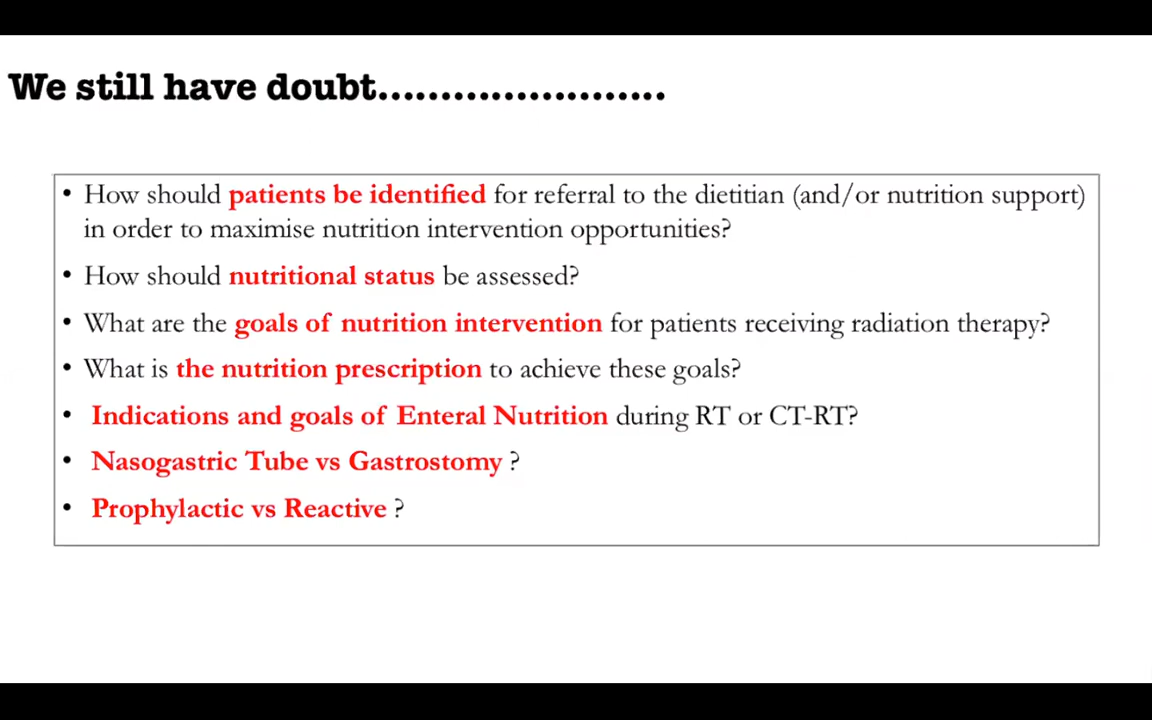 We still have doubt.......................
• How should patients be identified for referral to the dietitian (and/or nutrition support)
in order to maximise nutrition intervention opportunities?
• How should nutritional status be assessed?
• What are the goals of nutrition intervention for patients receiving radiation therapy?
• What is the nutrition prescription to achieve these goals?
• Indications and goals of Enteral Nutrition during RT or CT-RT?
• Nasogastric Tube vs Gastrostomy ?
• Prophylactic vs Reactive ?